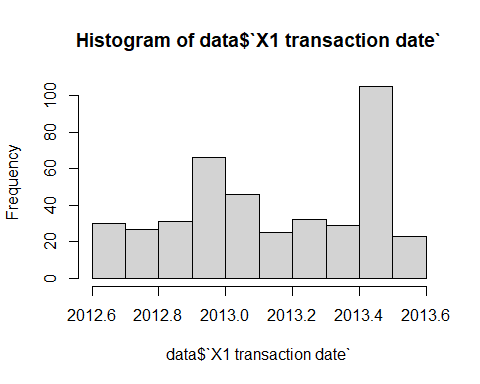 Histogram of data$`X1 transaction date`
Frequency
100
80
60
40
20
0
2012.6 2012.8 2013.0 2013.2 2013.4 2013.6
data$`X1 transaction date`